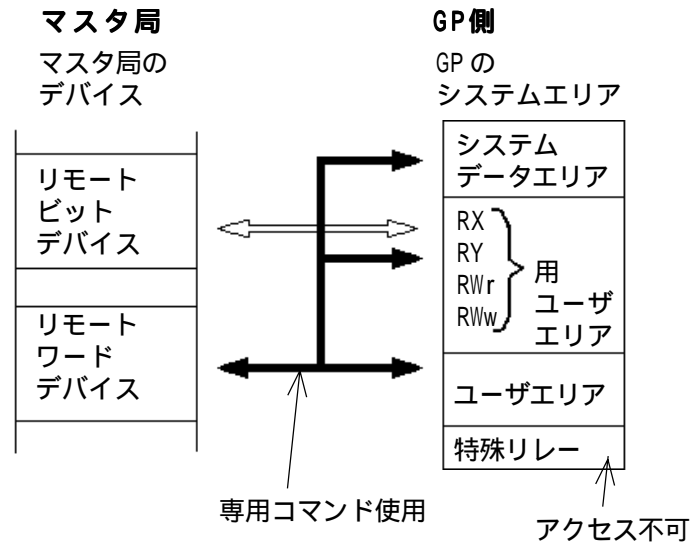 マスタ局
マスタ局の
デバイス
リモート
ビット
デバイス
リモート
ワード
デバイス
GP側
GPの
システムエリア
システム
データエリア
RX
RY
RWr
RWw
用
ユーザ
エリア
ユーザエリア
特殊リレー
専用コマンド使用
アクセス不可